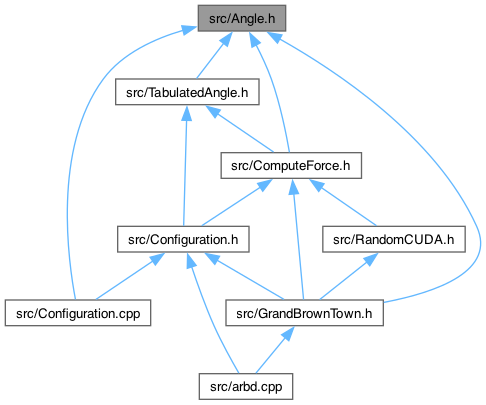 src/Angle.h
src/TabulatedAngle.h
src/ComputeForce.h
src/Configuration.h
src/RandomCUDA.h
src/Configuration.cpp
src/GrandBrownTown.h
src/arbd.cpp